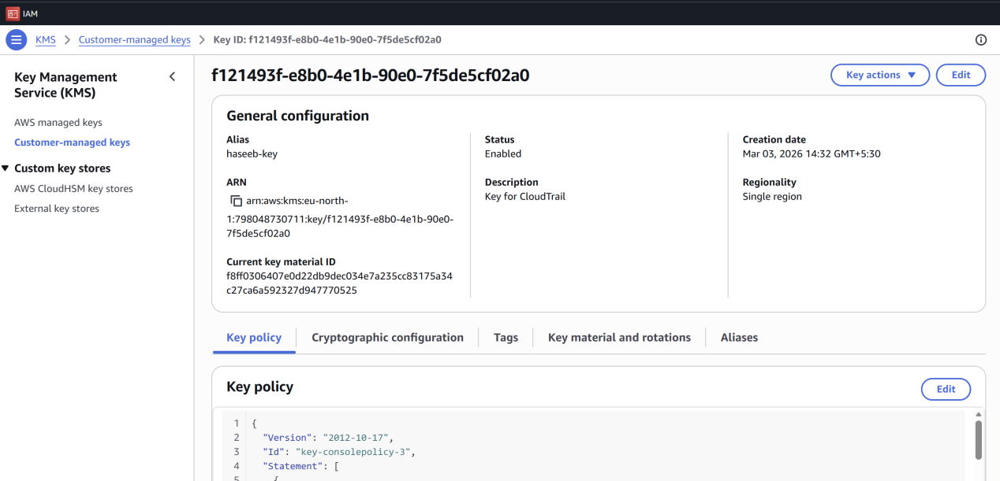 IAM
KMS > Customer-managed keys > Key ID: f121493f-e8b0-4e1b-90e0-7f5de5cf02a0
Key Management
Service (KMS)
AWS managed keys
Customer-managed keys
Custom key stores
AWS CloudHSM key stores
External key stores
f121493f-e8b0-4e1b-90e0-7f5de5cf02a0
Key actions
Edit
General configuration
Alias
haseeb-key
ARN
arn:aws:kms:eu-north-
1:798048730711:key/f121493f-e8b0-4e1b-90e0-
7f5de5cf02a0
Current key material ID
f8ff0306407e0d22db9dec034e7a235cc83175a34
c27ca6a592327d947770525
Status
Enabled
Description
Key for CloudTrail
Creation date
Mar 03, 2026 14:32 GMT+5:30
Regionality
Single region
Key policy
Cryptographic configuration
Tags
Key material and rotations
Aliases
Key policy
Edit
1 {
2 "Version": "2012-10-17",
3 "Id": "key-consolepolicy-3",
4 "Statement": [
5 {